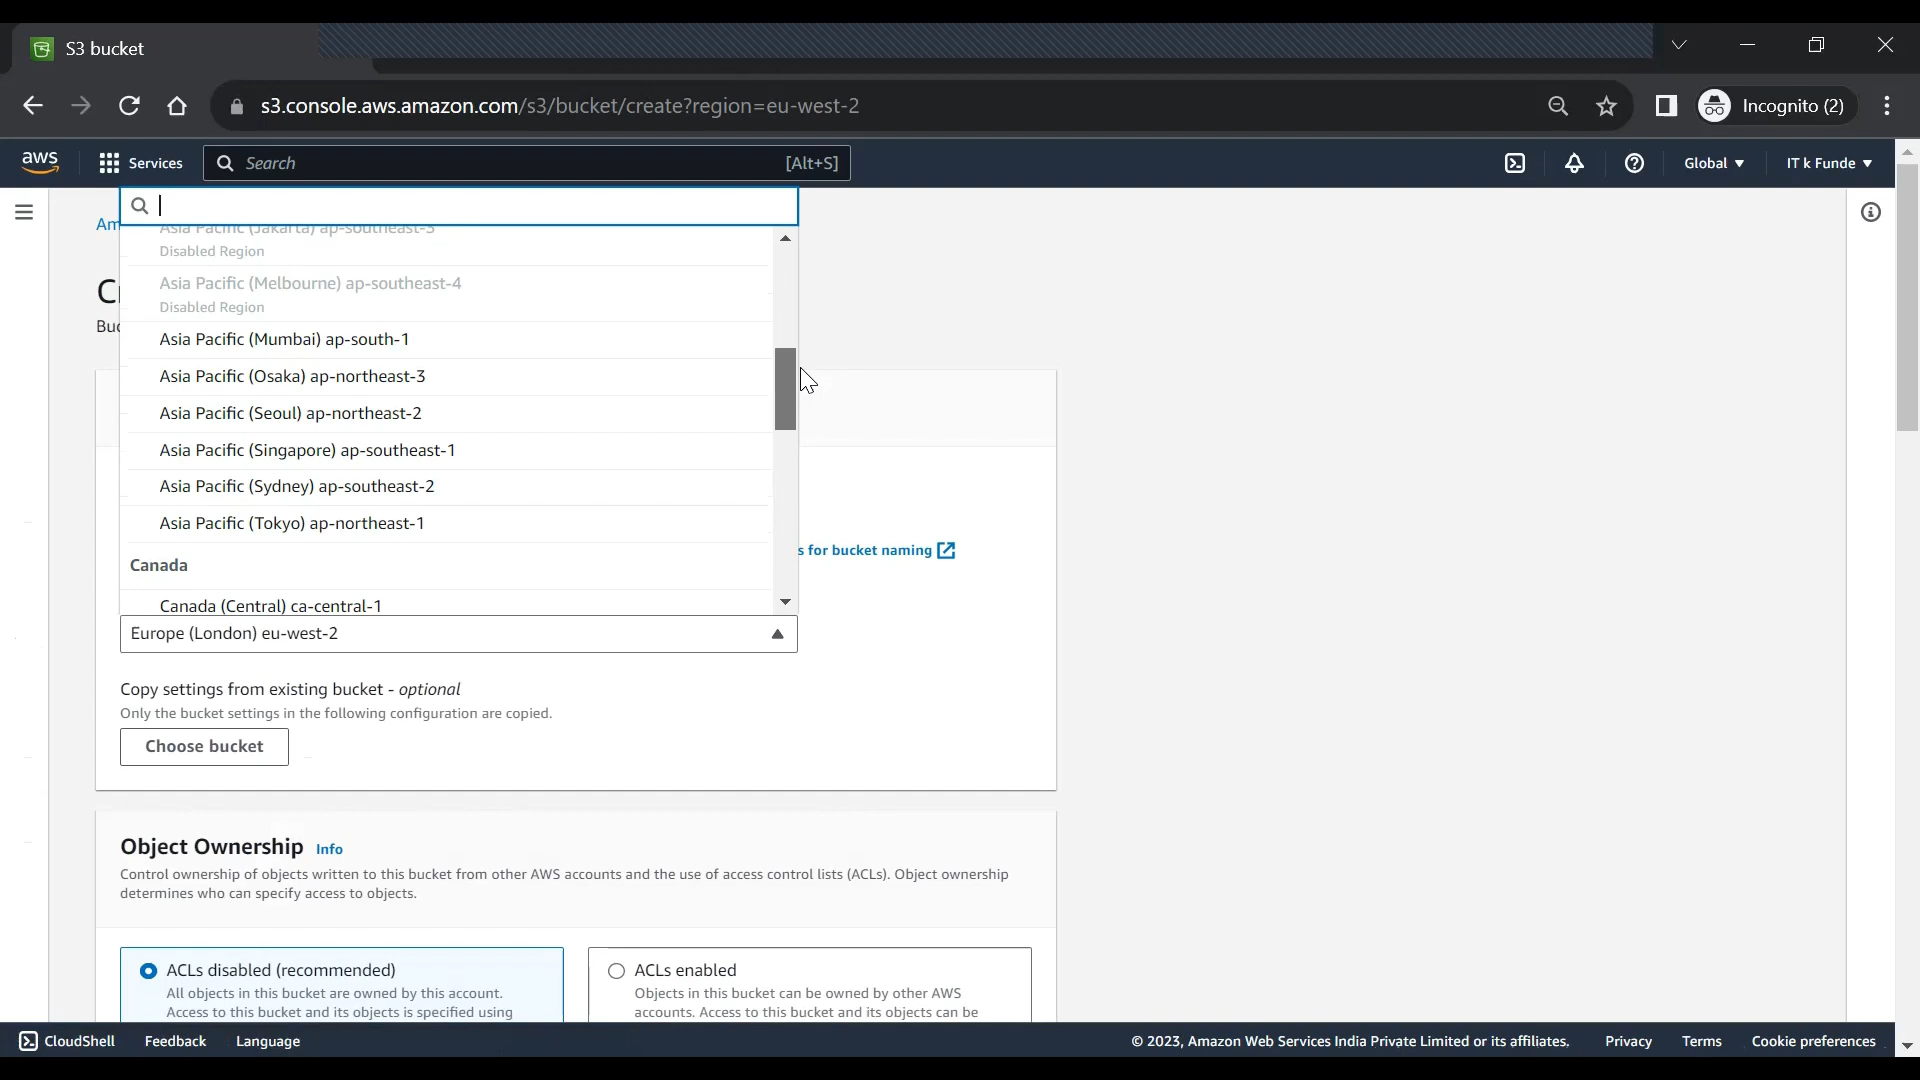 S3 bucket
s3.console.aws.amazon.com/s3/bucket/create?region=eu-west-2
Incognito (2)
aws
Services
Search
[Alt+S]
Global
IT k Funde
Am
Asia Pacific (Jakarta) ap-southeast-3
Disabled Region
Asia Pacific (Melbourne) ap-southeast-4
Disabled Region
Cr
Buc
Asia Pacific (Mumbai) ap-south-1
Asia Pacific (Osaka) ap-northeast-3
Asia Pacific (Seoul) ap-northeast-2
Asia Pacific (Singapore) ap-southeast-1
Asia Pacific (Sydney) ap-southeast-2
Asia Pacific (Tokyo) ap-northeast-1
s for bucket naming
Canada
Canada (Central) ca-central-1
Europe (London) eu-west-2
Copy settings from existing bucket - optional
Only the bucket settings in the following configuration are copied.
Choose bucket
Object Ownership Info
Control ownership of objects written to this bucket from other AWS accounts and the use of access control lists (ACLs). Object ownership
determines who can specify access to objects.
ACLs disabled (recommended)
All objects in this bucket are owned by this account.
Access to this bucket and its objects is specified using
ACLs enabled
Objects in this bucket can be owned by other AWS
accounts. Access to this bucket and its objects can be
CloudShell
Feedback
Language
© 2023, Amazon Web Services India Private Limited or its affiliates.
Privacy
Terms
Cookie preferences